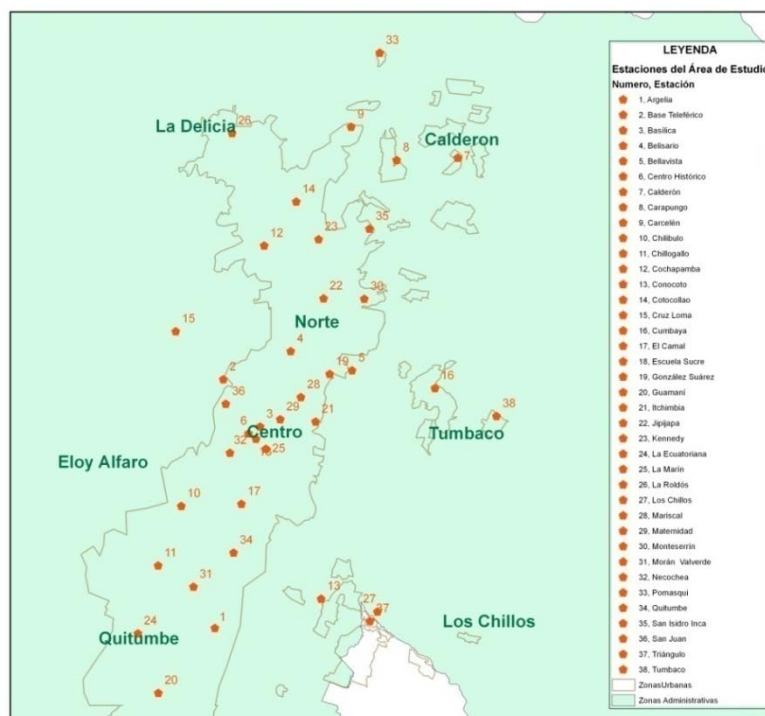 33
La Delicia
26
9
Calderon
8
7
14
35
12
23
22
30
Norte
15
4
19
5
2
16
36
28
38
29
21
3
6
Centro
Tumbaco
32
25
Eloy Alfaro
10
17
34
11
31
13
27
37
Los Chillos
24
1
Quitumbe
20
LEYENDA
Estaciones del Área de Estudio
Numero, Estación
1, Argelia
2, Base Teleférico
3, Basílica
4, Belisario
5, Bellavista
6, Centro Histórico
7, Calderón
8, Carapungo
9, Carcelén
10, Chilibulo
11, Chillogallo
12, Cochapamba
13, Conocoto
14, Cotocollao
15, Cruz Loma
16, Cumbaya
17, El Camal
18, Escuela Sucre
19, González Suárez
20, Guamaní
21, Itchimbia
22, Jipijapa
23, Kennedy
24, La Ecuatoriana
25, La Marín
26, La Roldós
27, Los Chillos
28, Mariscal
29, Maternidad
30, Monteserrín
31, Morán Valverde
32, Necochea
33, Pomasqui
34, Quitumbe
35, San Isidro Inca
36, San Juan
37, Triángulo
38, Tumbaco
ZonasUrbanas
Zonas Administrativas